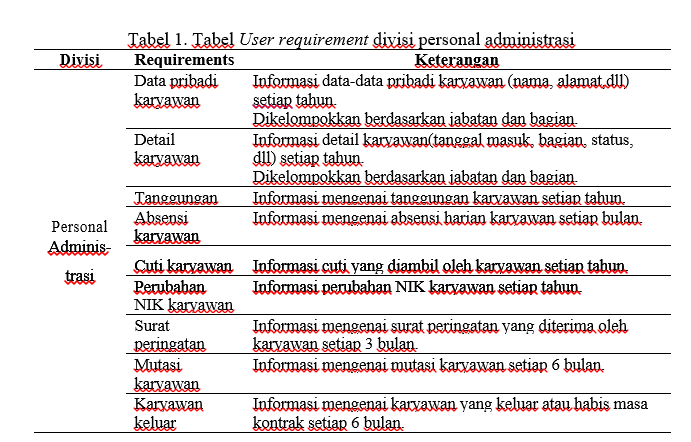 Tabel 1. Tabel User requirement divisi personal administrasi
Divisi Requirements Keterangan
Data pribadi Informasi data-data pribadi karyawan (nama, alamat,dll)
karyawan setiap tahun.
Dikelompokkan berdasarkan jabatan dan bagian.
Detail Informasi detail karyawan(tanggal masuk, bagian, status,
karyawan dll) setiap tahun.
Dikelompokkan berdasarkan jabatan dan bagian.
Tanggungan Informasi mengenai tanggungan karyawan setiap tahun.
Personal Adminis-trasi
Absensi Informasi mengenai absensi harian karyawan setiap bulan.
karyawan
Cuti karyawan Informasi cuti yang diambil oleh karyawan setiap tahun.
Perubahan Informasi perubahan NIK karyawan setiap tahun.
NIK karyawan
Surat Informasi mengenai surat peringatan yang diterima oleh
peringatan karyawan setiap 3 bulan.
Mutasi Informasi mengenai mutasi karyawan setiap 6 bulan.
karyawan
Karyawan Informasi mengenai karyawan yang keluar atau habis masa
keluar kontrak setiap 6 bulan.